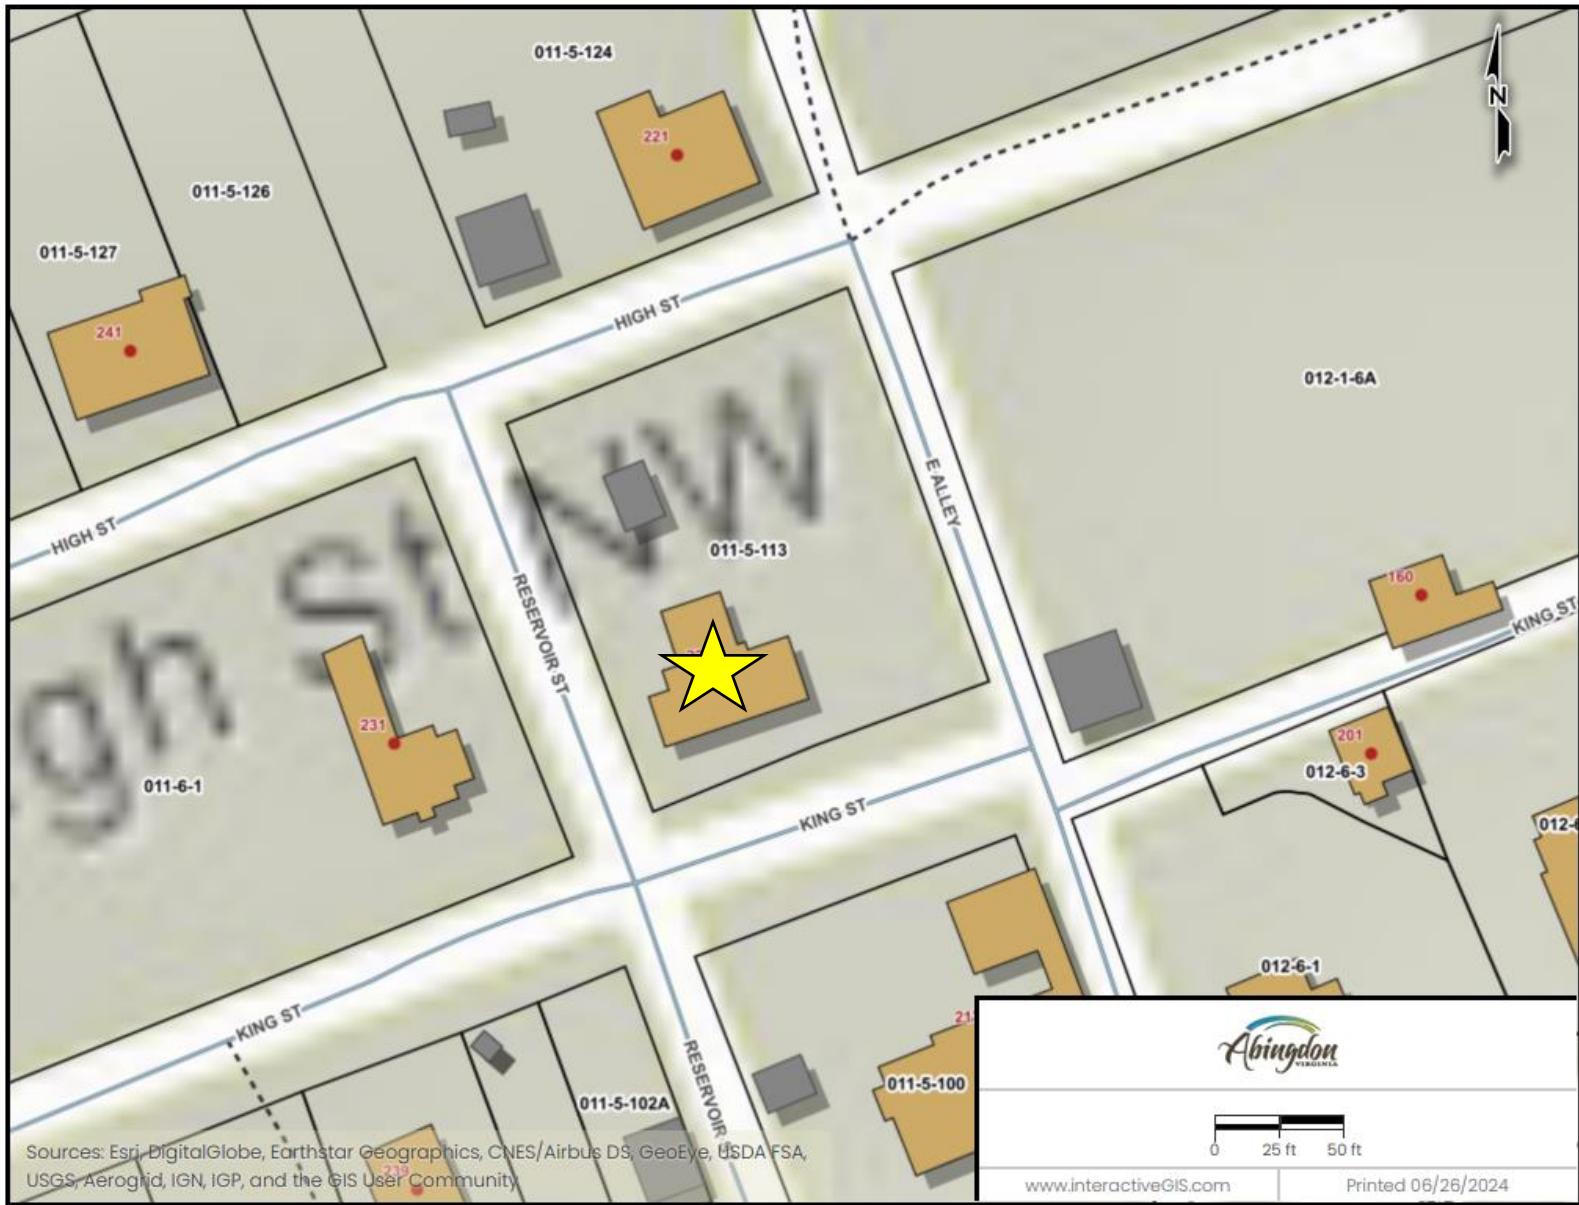 011-5-124
221
N
011-5-126
011-5-127
241
HIGH ST
012-1-6A
E ALLEY
HIGH ST
gh St NW
011-5-113
RESERVOIR ST
160
KING ST
231
201
012-6-3
011-6-1
KING ST
012-6-1
KING ST
011-5-100
RESERVOIR
011-5-102A
239
Abingdon
VIRGINIA
0 25 ft 50 ft
www.interactiveGIS.com Printed 06/26/2024
Sources: Esri, DigitalGlobe, Earthstar Geographics, CNES/Airbus DS, GeoEye, USDA FSA,
USGS, Aerogrid, IGN, IGP, and the GIS User Community